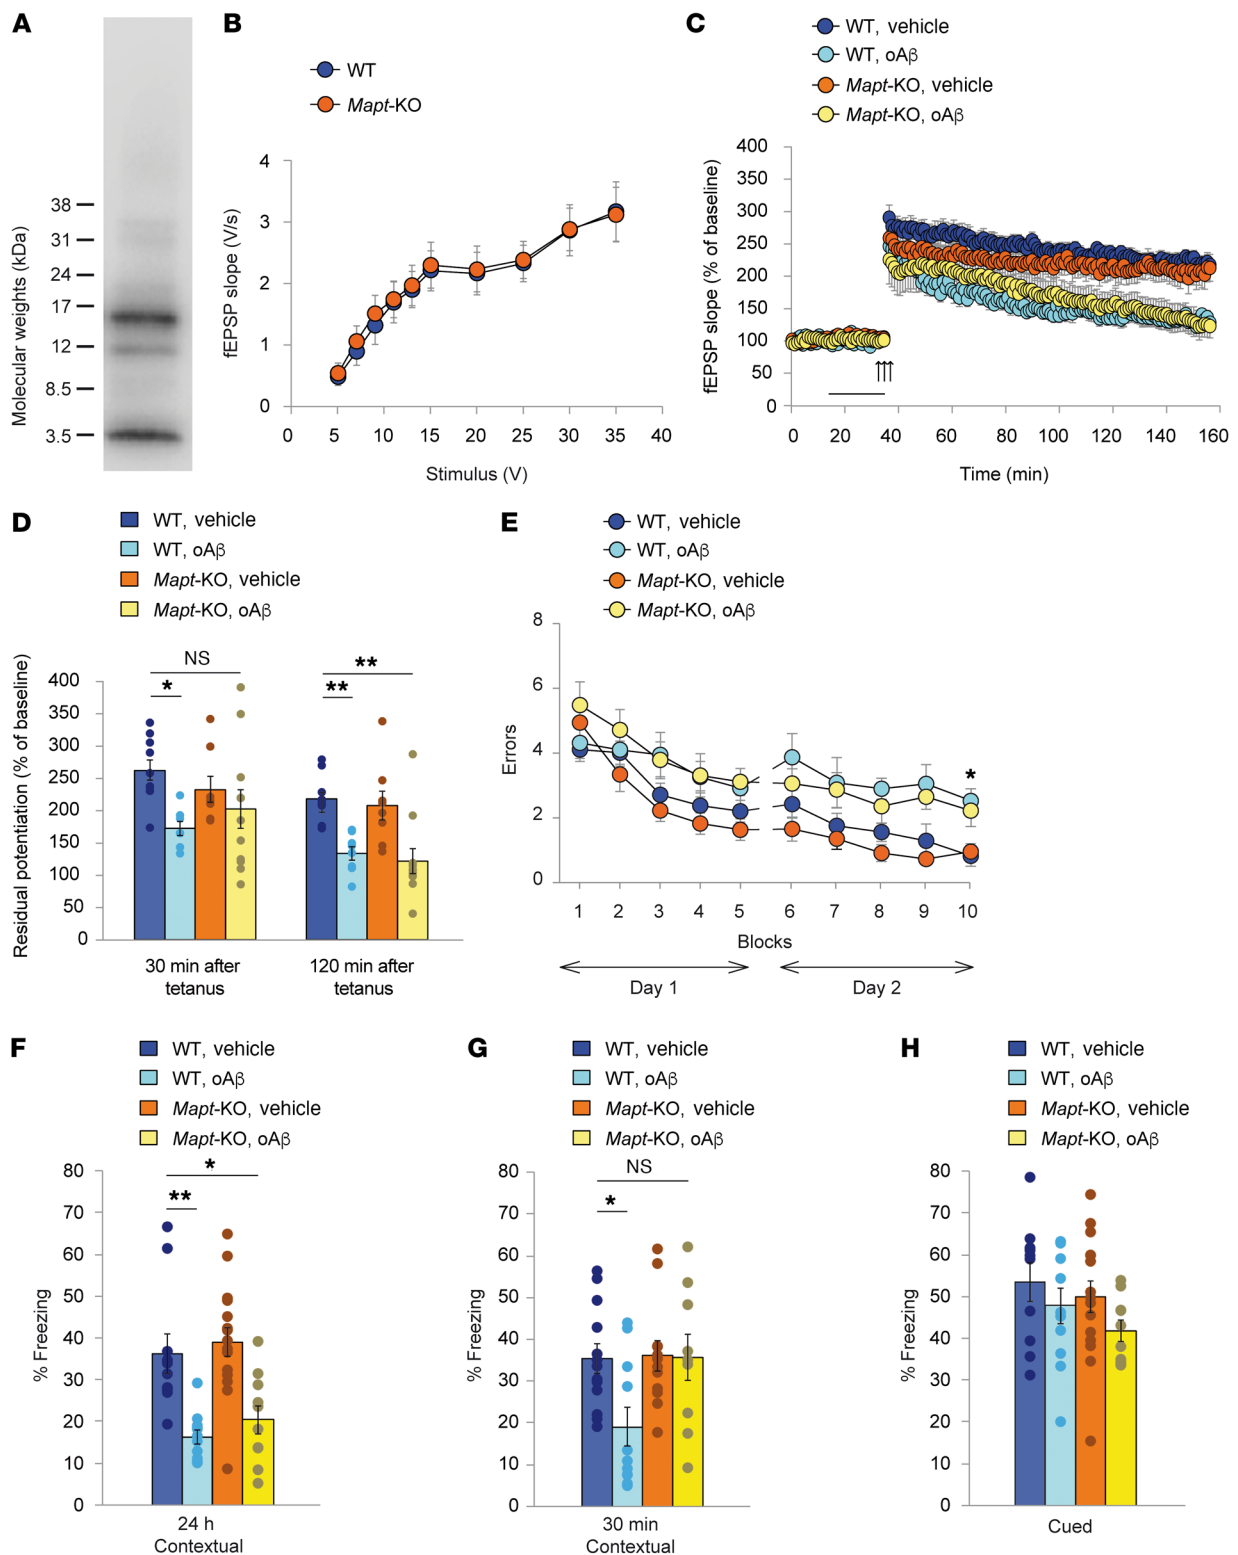 A
Molecular weights (kDa)
38
31
24
17
12
8.5
3.5
B
WT
Mapt-KO
fEPSP slope (V/s)
4
3
2
1
0
0 5 10 15 20 25 30 35 40
Stimulus (V)
C
WT, vehicle
WT, oAβ
Mapt-KO, vehicle
Mapt-KO, oAβ
fEPSP slope (% of baseline)
400
350
300
250
200
150
100
50
0
0 20 40 60 80 100 120 140 160
Time (min)
D
WT, vehicle
WT, oAβ
Mapt-KO, vehicle
Mapt-KO, oAβ
Residual potentiation (% of baseline)
400
350
300
250
200
150
100
50
0
NS
*
**
**
30 min after
tetanus
120 min after
tetanus
E
WT, vehicle
WT, oAβ
Mapt-KO, vehicle
Mapt-KO, oAβ
Errors
8
6
4
2
0
*
1 2 3 4 5 6 7 8 9 10
Blocks
Day 1
Day 2
F
WT, vehicle
WT, oAβ
Mapt-KO, vehicle
Mapt-KO, oAβ
% Freezing
80
70
60
50
40
30
20
10
0
*
**
24 h
Contextual
G
WT, vehicle
WT, oAβ
Mapt-KO, vehicle
Mapt-KO, oAβ
% Freezing
80
70
60
50
40
30
20
10
0
NS
*
30 min
Contextual
H
WT, vehicle
WT, oAβ
Mapt-KO, vehicle
Mapt-KO, oAβ
% Freezing
80
70
60
50
40
30
20
10
0
Cued